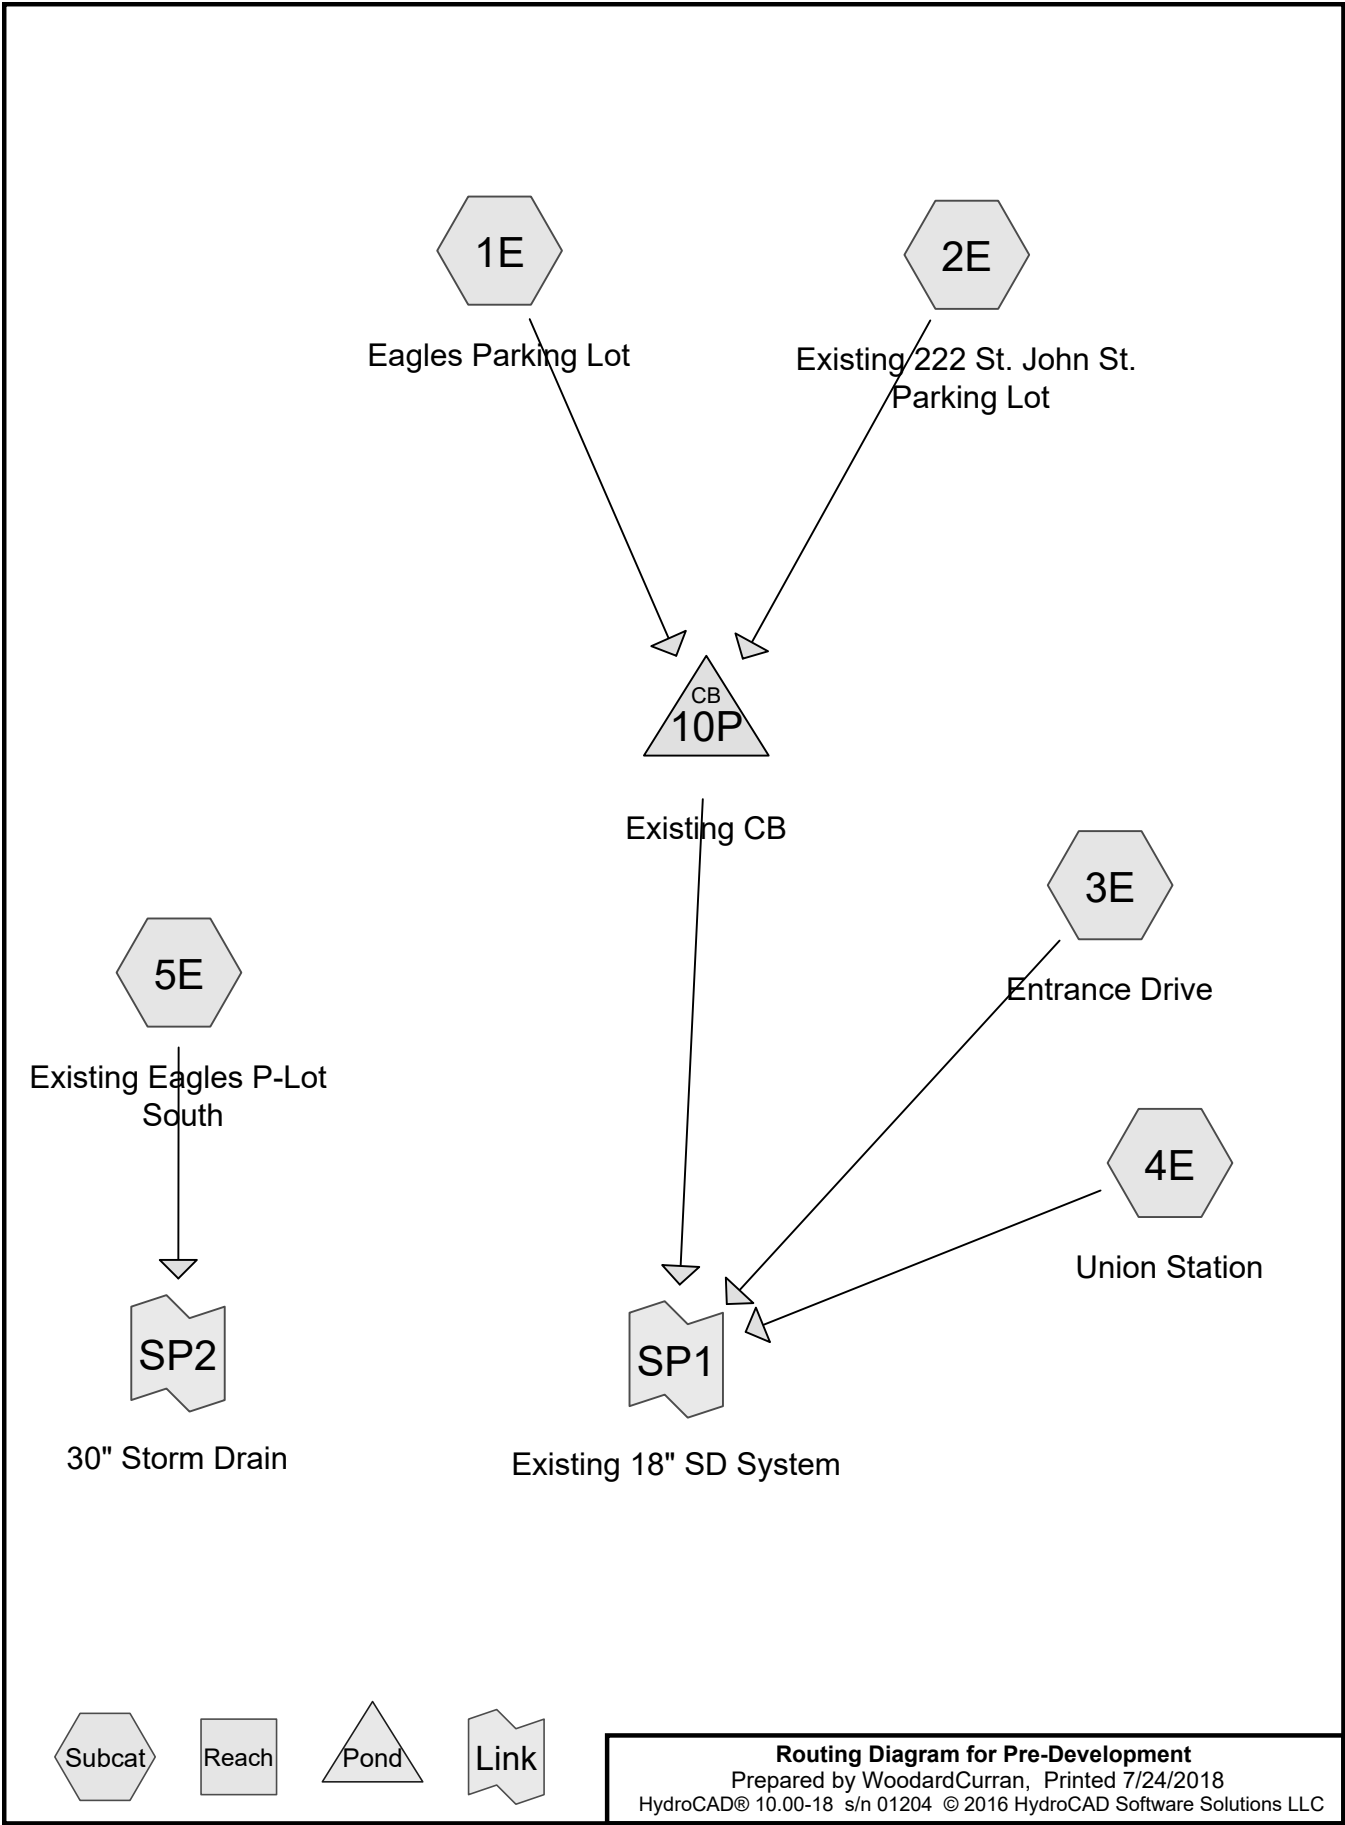 1E
Eagles Parking Lot
2E
Existing 222 St. John St.
Parking Lot
CB
10P
Existing CB
3E
Entrance Drive
5E
Existing Eagles P-Lot
South
4E
Union Station
SP2
30" Storm Drain
SP1
Existing 18" SD System
Subcat
Reach
Pond
Link
Routing Diagram for Pre-Development
Prepared by WoodardCurran,  Printed 7/24/2018
HydroCAD® 10.00-18  s/n 01204  © 2016 HydroCAD Software Solutions LLC